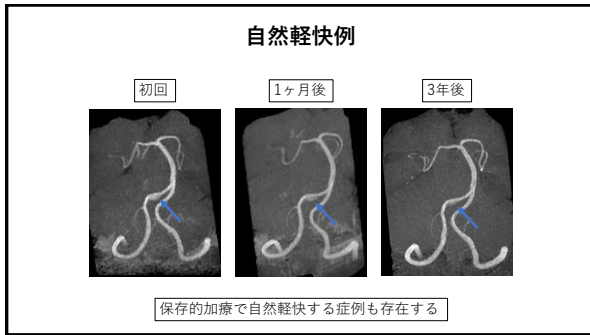 自然軽快例
初回
1ヶ月後
3年後
保存的加療で自然軽快する症例も存在する